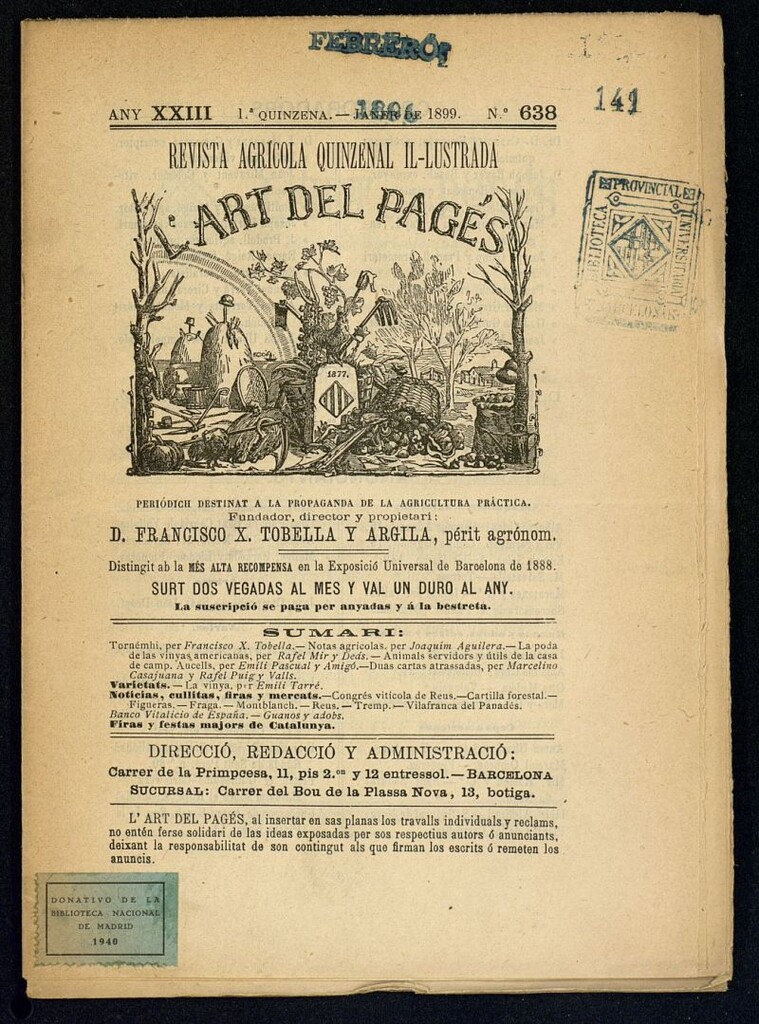 FEBRERO
141
ANY XXIII 1.ª QUINZENA.—JANER DE 1899. N.º 638
REVISTA AGRICOLA QUINZENAL IL-LUSTRADA
L' ART DEL PAGÉS
1877.
PROVINCIAL
BIBLIOTECA
PERIÓDICH DESTINAT A LA PROPAGANDA DE LA AGRICULTURA PRÀCTICA.
Fundador, director y propietari:
D. FRANCISCO X. TOBELLA Y ARGILA, périt agrónom.
Distingit ab la MÉS ALTA RECOMPENSA en la Exposició Universal de Barcelona de 1888.
SURT DOS VEGADAS AL MES Y VAL UN DURO AL ANY.
La suscripció se paga per anyadas y á la bestreta.
SUMARI:
Tornémhi, per Francisco X. Tobella.— Notas agrícolas, per Joaquim Aguilera.— La poda
de las vinyas americanas, per Rafel Mir y Deds.— Animals servidors y útils de la casa
de camp. Aucells, per Emili Pascual y Amigó.—Duas cartas atrassadas, per Marcelino
Casajuana y Rafel Puig y Valls.
Varietats.— La vinya, per Emili Tarré.
Noticias, cullitas, firas y mercats.—Congrés vitícola de Reus.—Cartilla forestal.—
Figueras.— Fraga.— Montblanch.— Reus.— Tremp.— Vilafranca del Panadés.
Banco Vitalicio de España.— Guanos y adobs.
Firas y festas majors de Catalunya.
DIRECCIÓ, REDACCIÓ Y ADMINISTRACIÓ:
Carrer de la Primpcesa, 11, pis 2.on y 12 entressol.—BARCELONA
SUCURSAL: Carrer del Bou de la Plassa Nova, 13, botiga.
L' ART DEL PAGÉS, al insertar en sas planas los travalls individuals y reclams,
no entén ferse solidari de las ideas exposadas per sos respectius autors ó anunciants,
deixant la responsabilitat de son contingut als que firman los escrits ó remeten los
anuncis.
DONATIVO DE LA
BIBLIOTECA NACIONAL
DE MADRID
1940